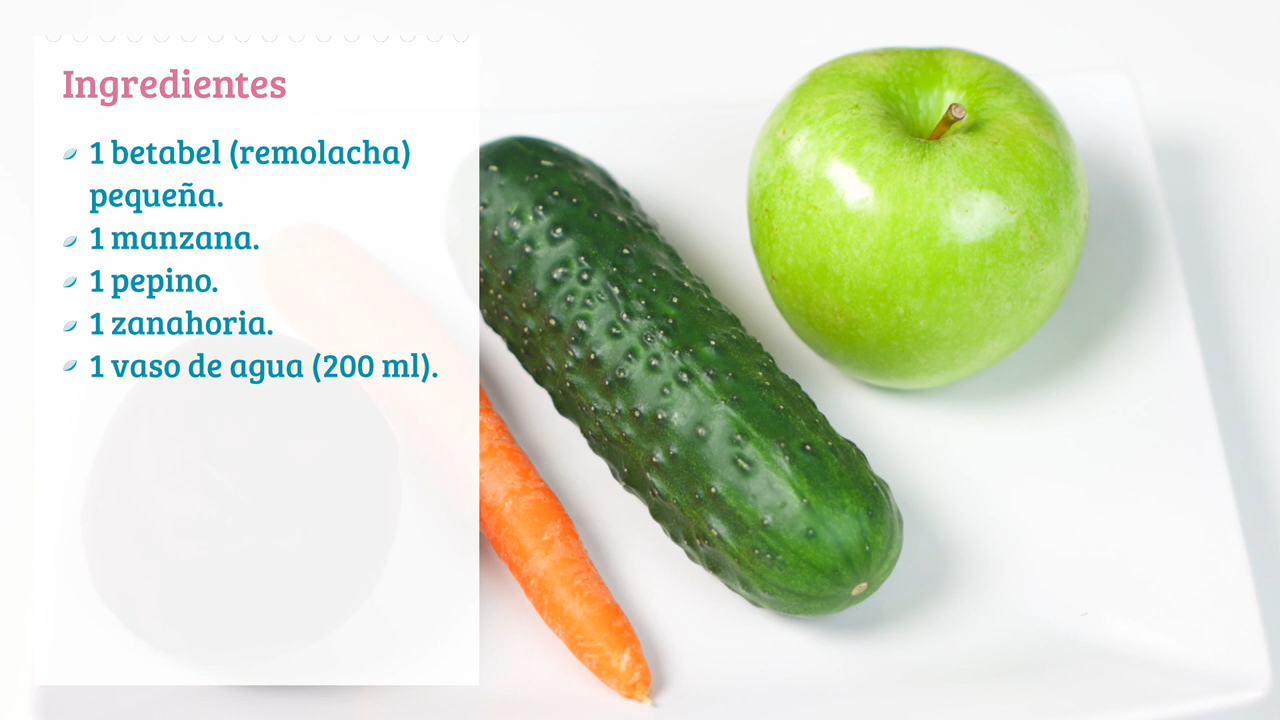 Ingredientes
1 betabel (remolacha)
pequeña.
1 manzana.
1 pepino.
1 zanahoria.
1 vaso de agua (200 ml).